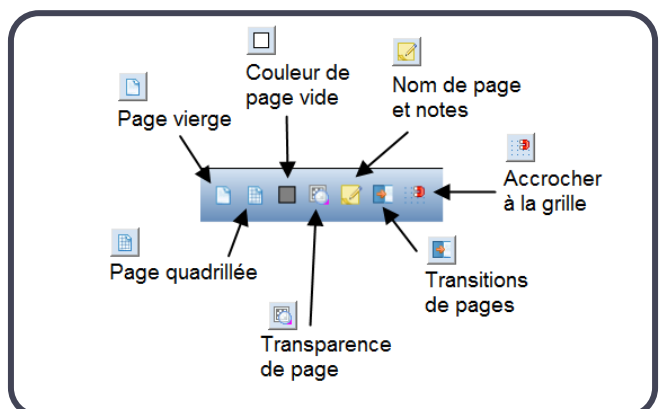 Couleur de
page vide
Nom de page
et notes
Page vierge
Accrocher
à la grille
Page quadrillée
Transitions
de pages
Transparence
de page